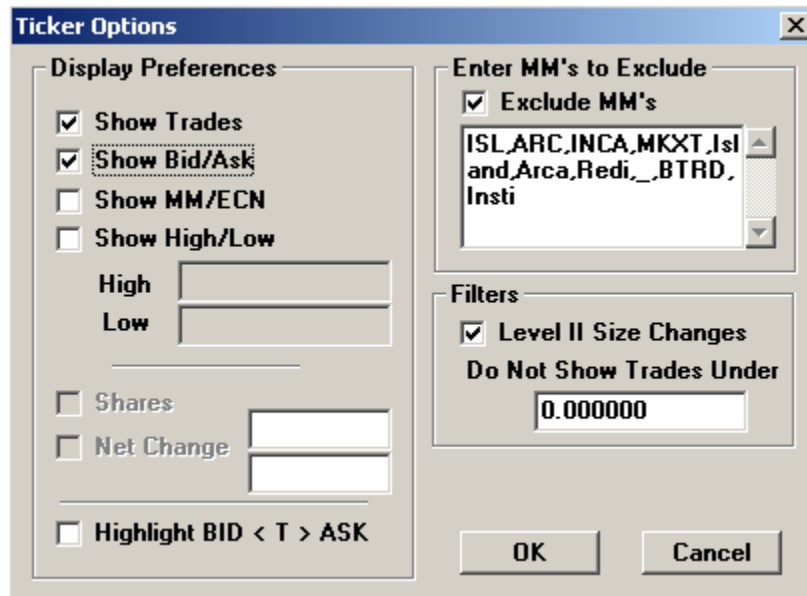 Ticker Options
Display Preferences
Show Trades
Show Bid/Ask
Show MM/ECN
Show High/Low
High
Low
Shares
Net Change
Highlight BID < T > ASK
Enter MM's to Exclude
Exclude MM's
ISL,ARC,INCA,MKXT,Isl
and,Arca,Redi,_,BTRD,
Insti
Filters
Level II Size Changes
Do Not Show Trades Under
0.000000
OK
Cancel